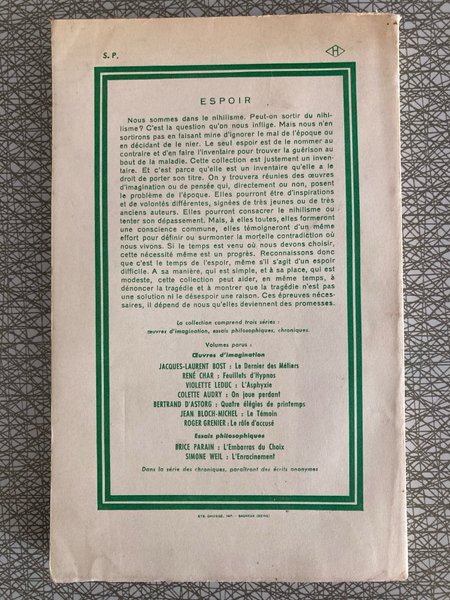 S. P.
H
ESPOIR
Nous sommes dans le nihilisme. Peut-on sortir du nihi-
lisme? C'est la question qu'on nous inflige. Mais nous n'en
sortirons pas en faisant mine d'ignorer le mal de l'époque ou
en décidant de le nier. Le seul espoir est de le nommer au
contraire et d'en faire l'inventaire pour trouver la guérison au
bout de la maladie. Cette collection est justement un inven-
taire. Et c'est parce qu'elle est un inventaire qu'elle a le
droit de porter son titre. On y trouvera réunies des œuvres
d'imagination ou de pensée qui, directement ou non, posent
le problème de l'époque. Elles pourront être d'inspirations
et de volontés différentes, signées de très jeunes ou de très
anciens auteurs. Elles pourront consacrer le nihilisme ou
tenter son dépassement. Mais, à elles toutes, elles formeront
une conscience commune, elles témoigneront d'un même
effort pour définir ou surmonter la mortelle contradiction où
nous vivons. Si le temps est venu où nous devons choisir,
cette nécessité même est un progrès. Reconnaissons donc
que c'est le temps de l'espoir, même s'il s'agit d'un espoir
difficile. A sa manière, qui est simple, et à sa place, qui est
modeste, cette collection peut aider, en même temps, à
dénoncer la tragédie et à montrer que la tragédie n'est pas
une solution ni le désespoir une raison. Ces épreuves néces-
saires, il dépend de nous qu'elles deviennent des promesses.
La collection comprend trois séries :
œuvres d'imagination, essais philosophiques, chroniques.
Volumes parus :
Œuvres d'imagination
JACQUES-LAURENT BOST : Le Dernier des Métiers
RENÉ CHAR : Feuillets d'Hypnos
VIOLETTE LEDUC : L'Asphyxie
COLETTE AUDRY : On joue perdant
BERTRAND D'ASTORG : Quatre élégies de printemps
JEAN BLOCH-MICHEL : Le Témoin
ROGER GRENIER : Le rôle d'accusé
Essais philosophiques
BRICE PARAIN : L'Embarras du Choix
SIMONE WEIL : L'Enracinement
Dans la série des chroniques, paraîtront des écrits anonymes